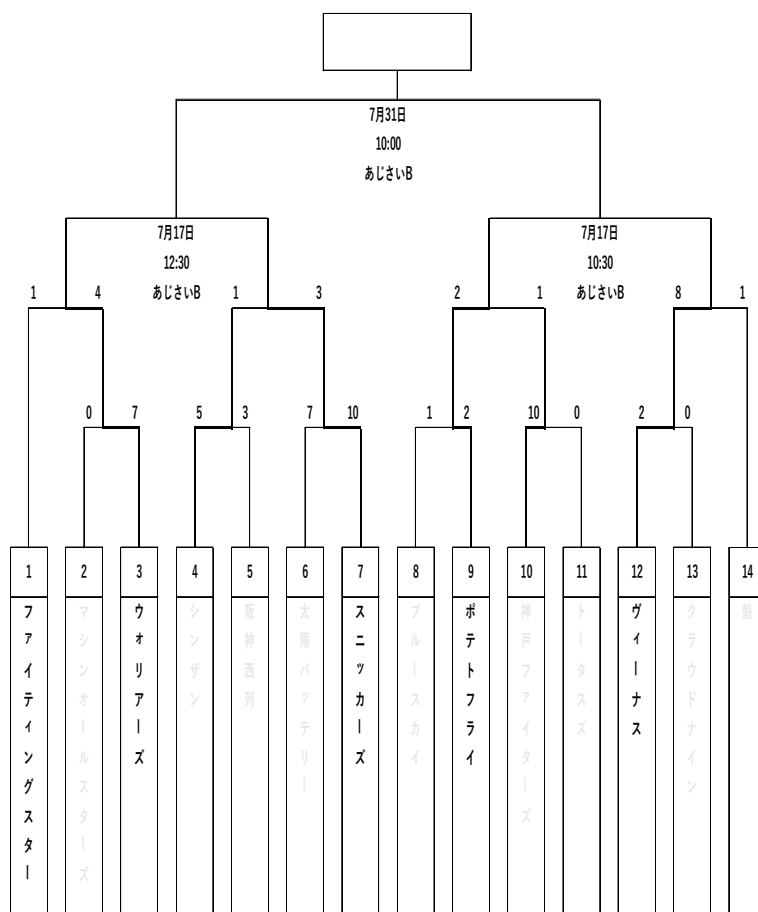 7月31日
10:00
あじさいB
7月17日
12:30
あじさいB
7月17日
10:30
あじさいB
1 4 1 3 2 1 8 1
0 7 5 3 7 10 1 2 10 0 2 0
1 2 3 4 5 6 7 8 9 10 11 12 13 14
ファイティングスター
マシンオールスターズ
ウォリアーズ
シンザン
阪神西列
太陽バッテリー
スニッカーズ
ブルースカイ
ポテトフライ
神戸ファイターズ
トータスズ
ヴィーナス
クラウドナイン
魁